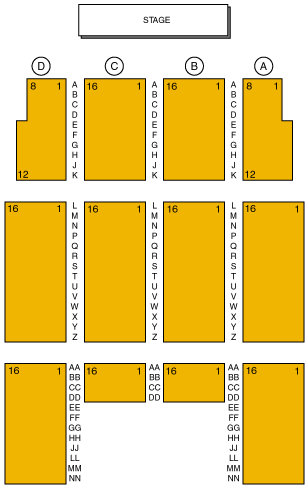 STAGE
D C B A
8 1 A 16 1 A 16 1 A 8 1
B B B
C C C
D D D
E E E
F F F
G G G
H H H
J J J
12 K K K 12
16 1 L 16 1 L 16 1 L 16 1
M M M
N N N
P P P
Q Q Q
R R R
S S S
T T T
U U U
V V V
W W W
X X X
Y Y Y
Z Z Z
16 1 AA 16 1 AA 16 1 AA 16 1
BB BB BB
CC CC CC
DD DD DD
EE EE
FF FF
GG GG
HH HH
JJ JJ
LL LL
MM MM
NN NN